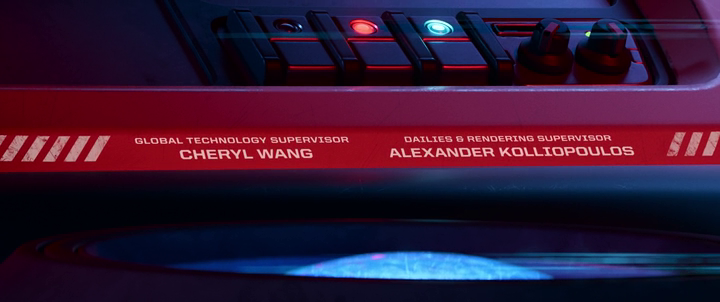 GLOBAL TECHNOLOGY SUPERVISOR
CHERYL WANG
DAILIES & RENDERING SUPERVISOR
ALEXANDER KOLLIOPOULOS